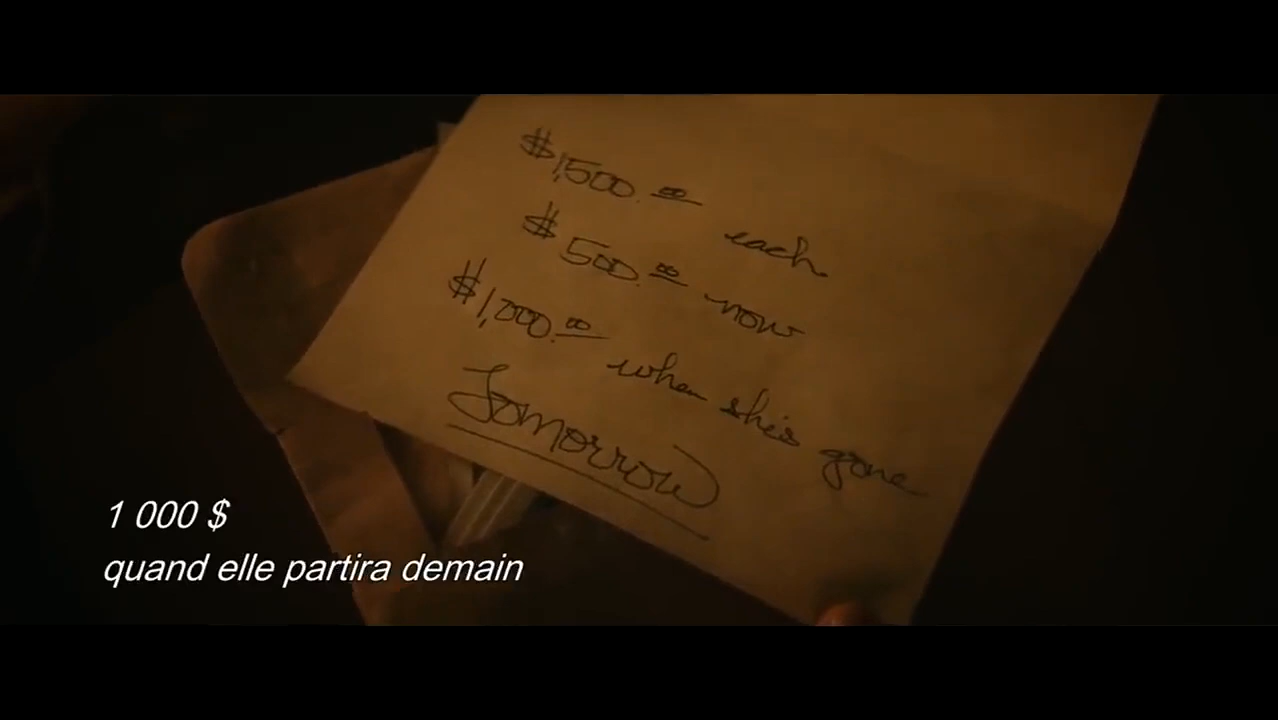 $1,500.00 each
$500.00 now
$1,000.00 when she's gone
Tomorrow
1 000 $
quand elle partira demain